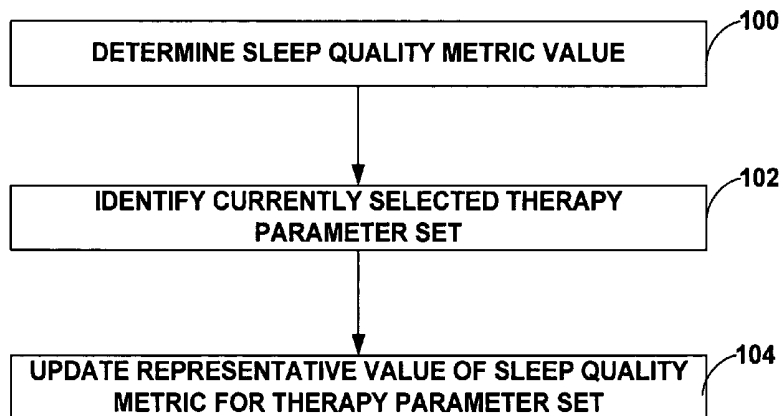 100
DETERMINE SLEEP QUALITY METRIC VALUE
102
IDENTIFY CURRENTLY SELECTED THERAPY
PARAMETER SET
104
UPDATE REPRESENTATIVE VALUE OF SLEEP QUALITY
METRIC FOR THERAPY PARAMETER SET